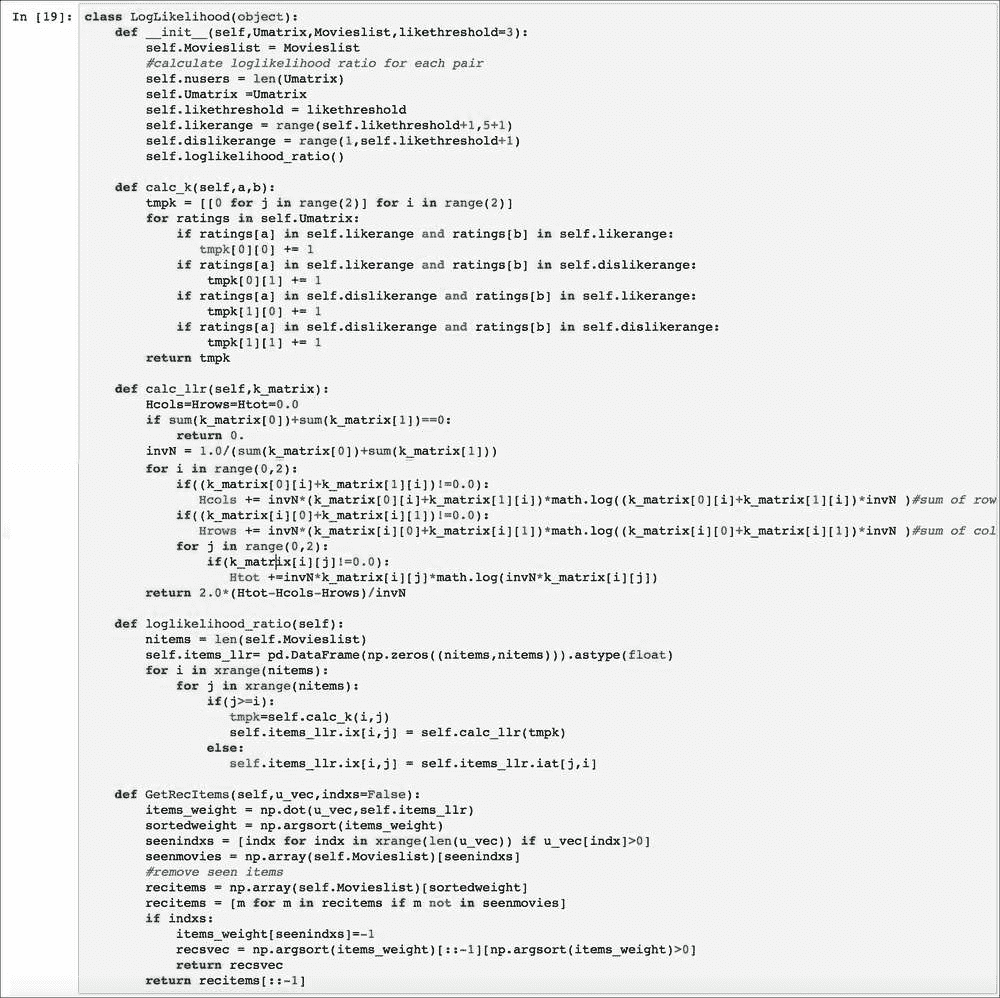 In [19]: class LogLikelihood(object):
    def __init__(self,Umatrix,Movieslist,likethreshold=3):
        self.Movieslist = Movieslist
        #calculate loglikelihood ratio for each pair
        self.nusers = len(Umatrix)
        self.Umatrix =Umatrix
        self.likethreshold = likethreshold
        self.likerange = range(self.likethreshold+1,5+1)
        self.dislikerange = range(1,self.likethreshold+1)
        self.loglikelihood_ratio()

    def calc_k(self,a,b):
        tmpk = [[0 for j in range(2)] for i in range(2)]
        for ratings in self.Umatrix:
            if ratings[a] in self.likerange and ratings[b] in self.likerange:
               tmpk[0][0] += 1
            if ratings[a] in self.likerange and ratings[b] in self.dislikerange:
                tmpk[0][1] += 1
            if ratings[a] in self.dislikerange and ratings[b] in self.likerange:
                tmpk[1][0] += 1
            if ratings[a] in self.dislikerange and ratings[b] in self.dislikerange:
                tmpk[1][1] += 1
        return tmpk

    def calc_llr(self,k_matrix):
        Hcols=Hrows=Htot=0.0
        if sum(k_matrix[0])+sum(k_matrix[1])==0:
            return 0.
        invN = 1.0/(sum(k_matrix[0])+sum(k_matrix[1]))
        for i in range(0,2):
            if((k_matrix[0][i]+k_matrix[1][i])!=0.0):
               Hcols += invN*(k_matrix[0][i]+k_matrix[1][i])*math.log((k_matrix[0][i]+k_matrix[1][i])*invN )#sum of row
            if((k_matrix[i][0]+k_matrix[i][1])!=0.0):
               Hrows += invN*(k_matrix[i][0]+k_matrix[i][1])*math.log((k_matrix[i][0]+k_matrix[i][1])*invN )#sum of col
            for j in range(0,2):
                if(k_matrix[i][j]!=0.0):
                   Htot +=invN*k_matrix[i][j]*math.log(invN*k_matrix[i][j])
        return 2.0*(Htot-Hcols-Hrows)/invN

    def loglikelihood_ratio(self):
        nitems = len(self.Movieslist)
        self.items_llr= pd.DataFrame(np.zeros((nitems,nitems))).astype(float)
        for i in xrange(nitems):
            for j in xrange(nitems):
                if(j>=i):
                   tmpk=self.calc_k(i,j)
                   self.items_llr.ix[i,j] = self.calc_llr(tmpk)
                else:
                   self.items_llr.ix[i,j] = self.items_llr.iat[j,i]

    def GetRecItems(self,u_vec,indxs=False):
        items_weight = np.dot(u_vec,self.items_llr)
        sortedweight = np.argsort(items_weight)
        seenindxs = [indx for indx in xrange(len(u_vec)) if u_vec[indx]>0]
        seenmovies = np.array(self.Movieslist)[seenindxs]
        #remove seen items
        recitems = np.array(self.Movieslist)[sortedweight]
        recitems = [m for m in recitems if m not in seenmovies]
        if indxs:
            items_weight[seenindxs]=-1
            recsvec = np.argsort(items_weight)[::-1][np.argsort(items_weight)>0]
            return recsvec
        return recitems[::-1]